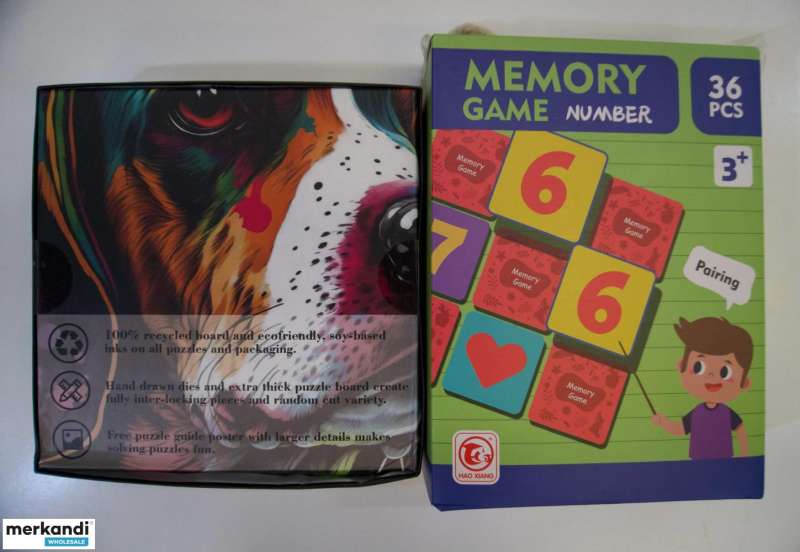 100% recycled board and ecofriendly, soy-based
inks on all puzzles and packaging.
Hand drawn dies and extra thick puzzle board create
fully inter-locking pieces and random cut variety.
Free puzzle guide poster with larger details makes
solving puzzles fun.
MEMORY
GAME NUMBER
36
PCS
3+
Memory
Game
6
Memory
Game
7
Memory
Game
6
Pairing
Memory
Game
HAO XIANG
merkandi
WHOLESALE